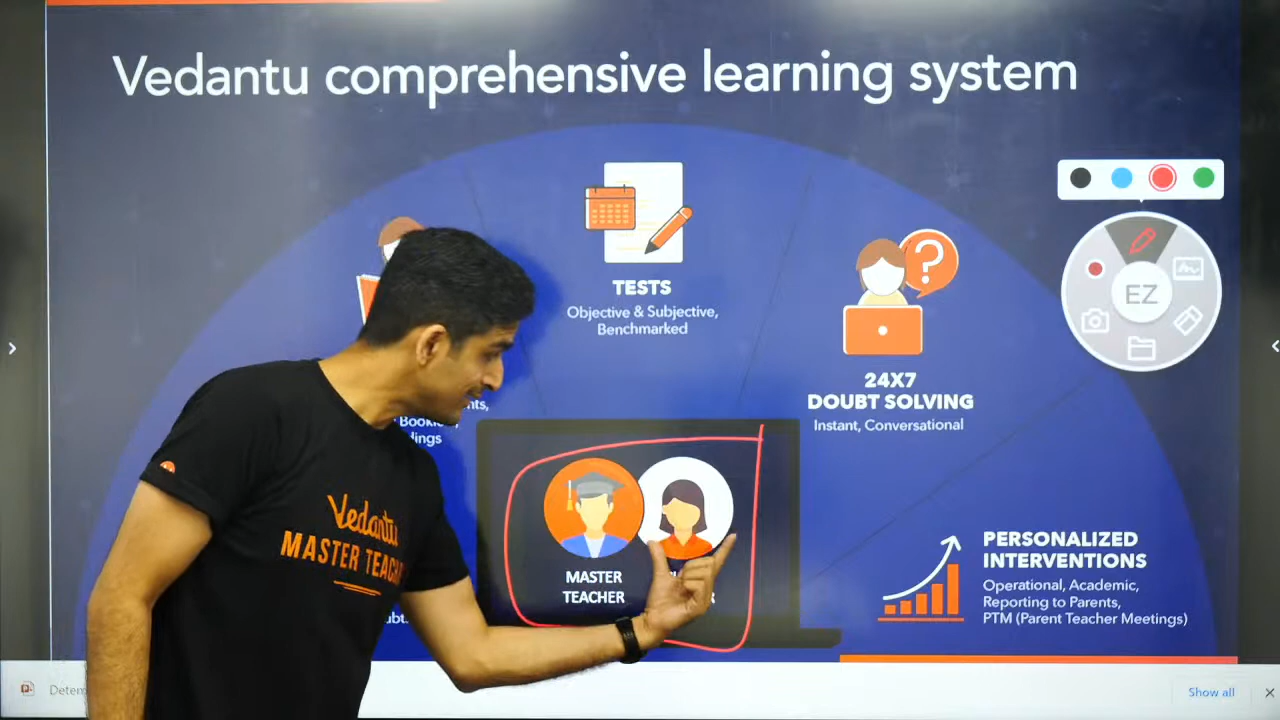 Vedantu comprehensive learning system
TESTS
Objective & Subjective,
Benchmarked
24X7
DOUBT SOLVING
Instant, Conversational
EZ
MASTER
TEACHER
PERSONALIZED
INTERVENTIONS
Operational, Academic,
Reporting to Parents,
PTM (Parent Teacher Meetings)
Vedantu
MASTER TEACHER
Show all